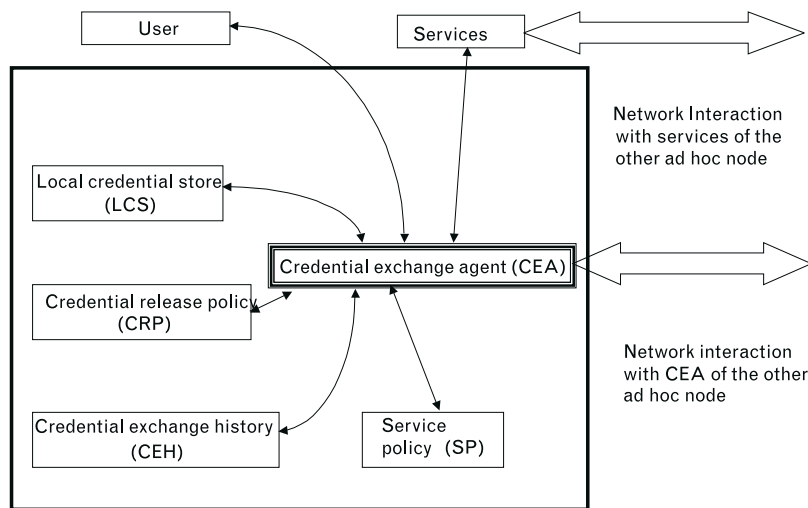 User
Services
Network Interaction
with services of the
other ad hoc node
Local credential store
(LCS)
Credential exchange agent (CEA)
Credential release policy
(CRP)
Network interaction
with CEA of the other
ad hoc node
Credential exchange history
(CEH)
Service
policy (SP)